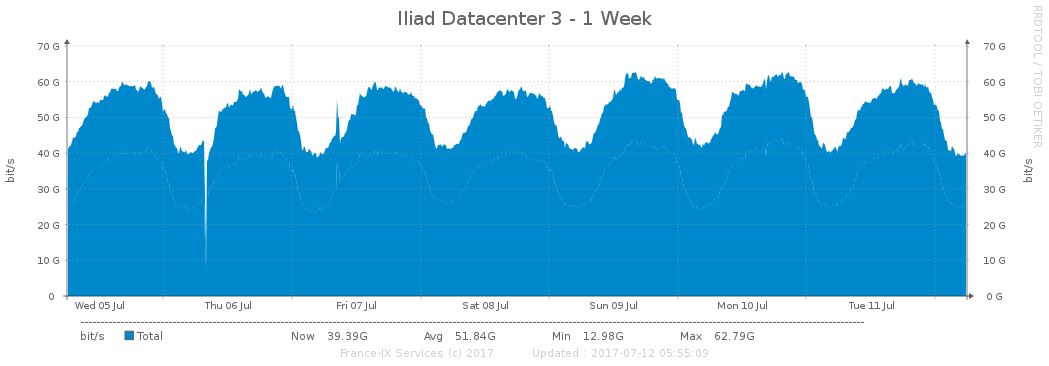 Iliad Datacenter 3 - 1 Week
RRDTOOL / TOBI OETIKER
70 G 70 G
60 G 60 G
50 G 50 G
40 G 40 G
30 G 30 G
20 G 20 G
10 G 10 G
0 0 G
bit/s bit/s
Wed 05 Jul Thu 06 Jul Fri 07 Jul Sat 08 Jul Sun 09 Jul Mon 10 Jul Tue 11 Jul
bit/s Total Now 39.39G Avg 51.84G Min 12.98G Max 62.79G
France-IX Services (c) 2017 Updated : 2017-07-12 05:55:09